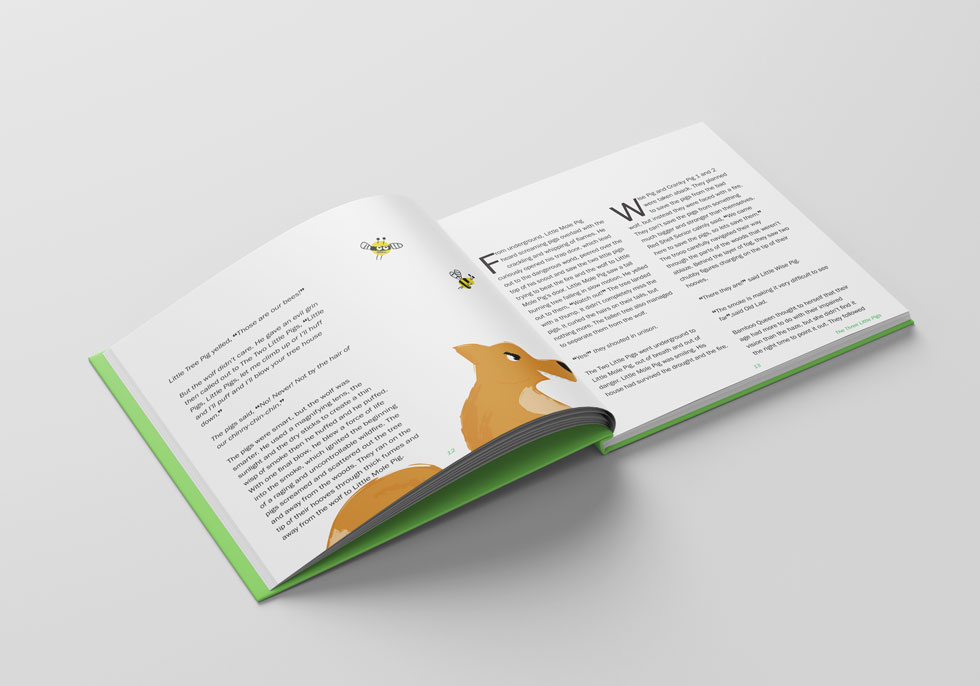 Little Tree Pig yelled, "Those are our bees!"
But the wolf didn't care. He gave an evil grin
then called out to The Two Little Pigs, "Little
Pigs, Little Pigs, let me climb up or I'll huff
and I'll puff and I'll blow your tree house
down."
The pigs said, "No! Never! Not by the hair of
our chinny-chin-chin."
The pigs were smart, but the wolf was
smarter. He used a magnifying lens, the
sunlight and the dry sticks to create a thin
wisp of smoke then he huffed and he puffed.
With one final blow, he blew a force of life
into the smoke, which ignited the beginning
of a raging and uncontrollable wildfire. The
pigs screamed and scattered out the tree
and away from the woods. They ran on the
tip of their hooves through thick fumes and
away from the wolf to Little Mole Pig.
12
From underground, Little Mole Pig
heard screaming pigs overlaid with the
crackling and whipping of flames. He
curiously opened his trap door, which lead
out to the dangerous world, peered over the
top of his snout and saw the two little pigs
trying to beat the fire and the wolf to Little
Mole Pig's door. Little Mole Pig saw a tall
burning tree falling in slow motion. He yelled
out to them, "Watch out!" The tree landed
with a thump. It didn't completely miss the
pigs. It curled the hairs on their tails, but
nothing more. The fallen tree also managed
to separate them from the wolf.
"Yes!" they shouted in unison.
The Two Little Pigs went underground to
Little Mole Pig, out of breath and out of
danger. Little Mole Pig was smiling. His
house had survived the drought and the fire.
Wise Pig and Cranky Pig 1 and 2
were taken aback. They planned
to save the pigs from the bad
wolf, but instead they were faced with a fire.
They can't save the pigs from something
much bigger and stronger than themselves.
Red Shed Senior calmly said, "We came
here to save the pigs, so lets save them."
The troop carefully navigated their way
through the parts of the woods that weren't
ablaze. Behind the layer of fog, they saw two
chubby figures charging on the tip of their
hooves.
"There they are!" said Little Wise Pig.
"The smoke is making it very difficult to see
far" said Did Lad.
Bamboo Queen thought to herself that their
age had more to do with their impaired
vision than the haze, but she didn't find it
the right time to point it out. They followed
The Three Little Pigs
13